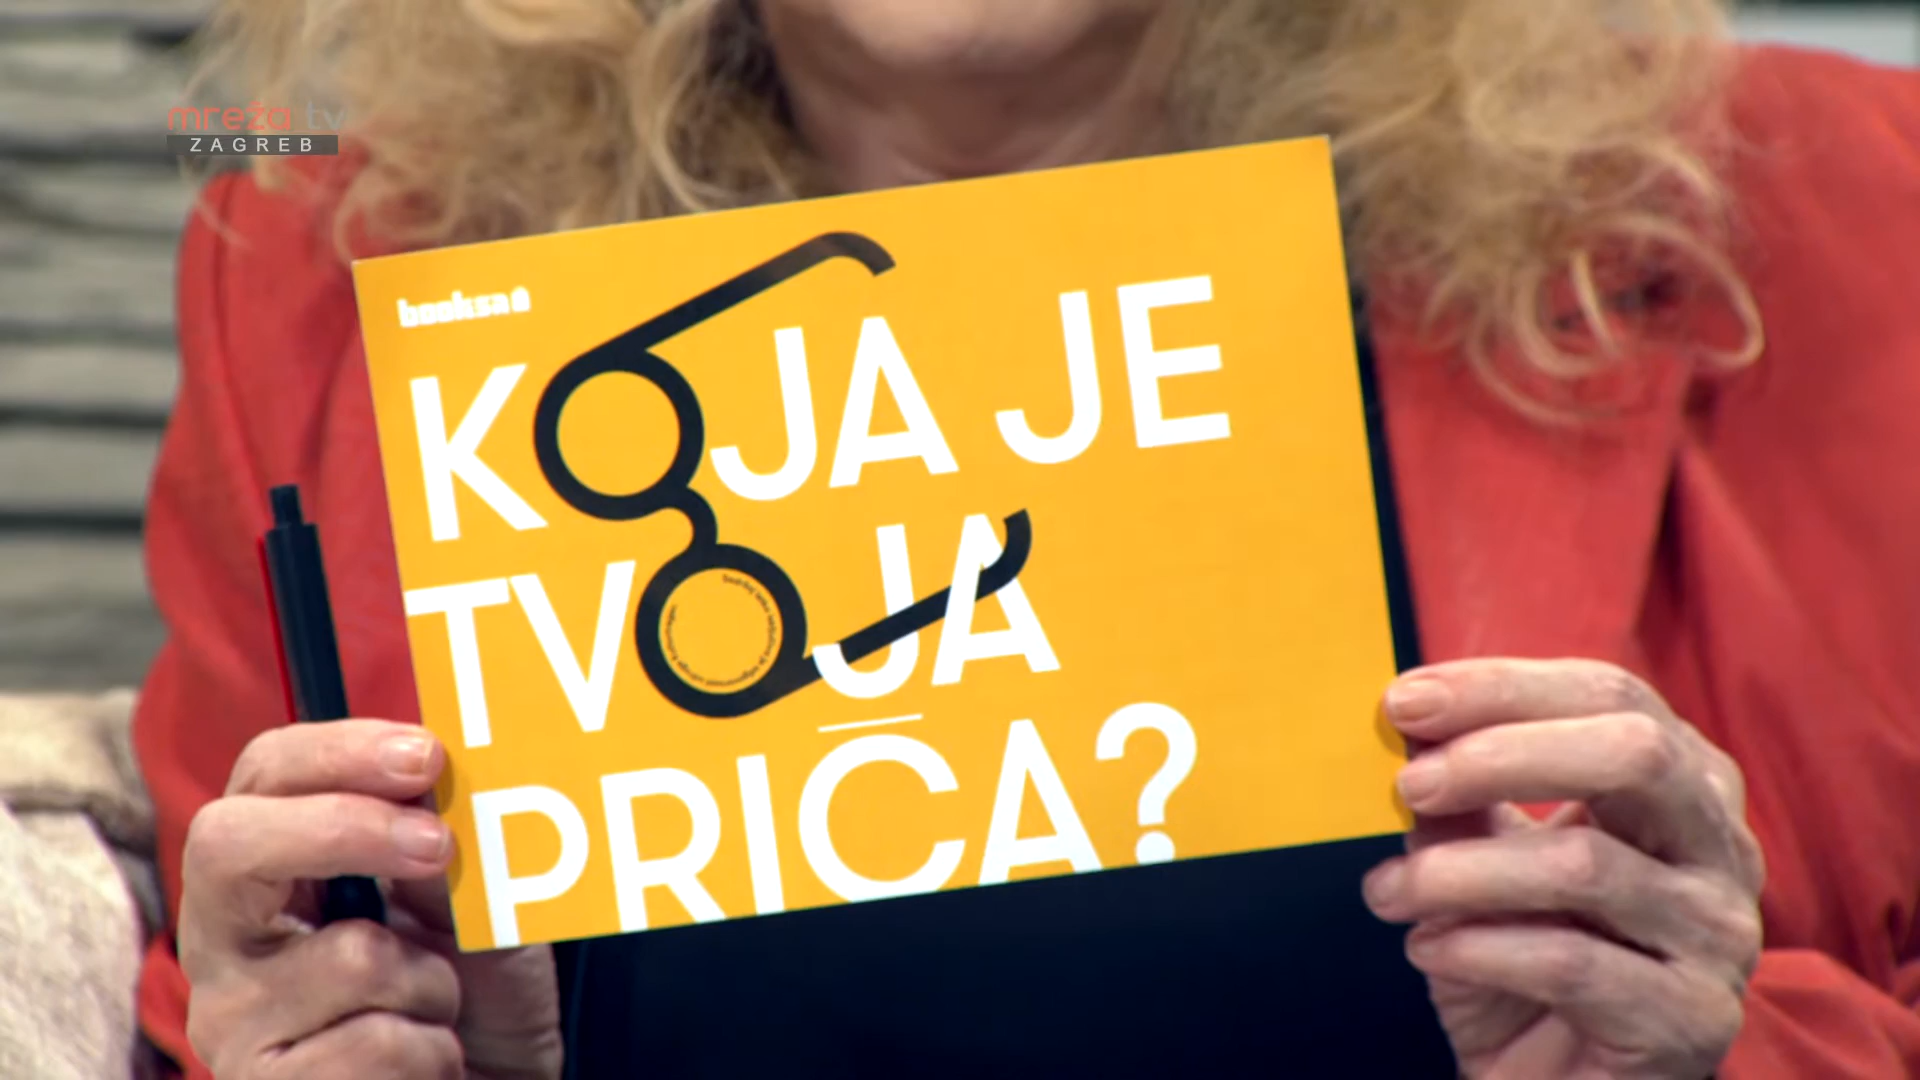 mreža tv
ZAGREB
booksa
KOJA JE
TVOJA
PRIČA?